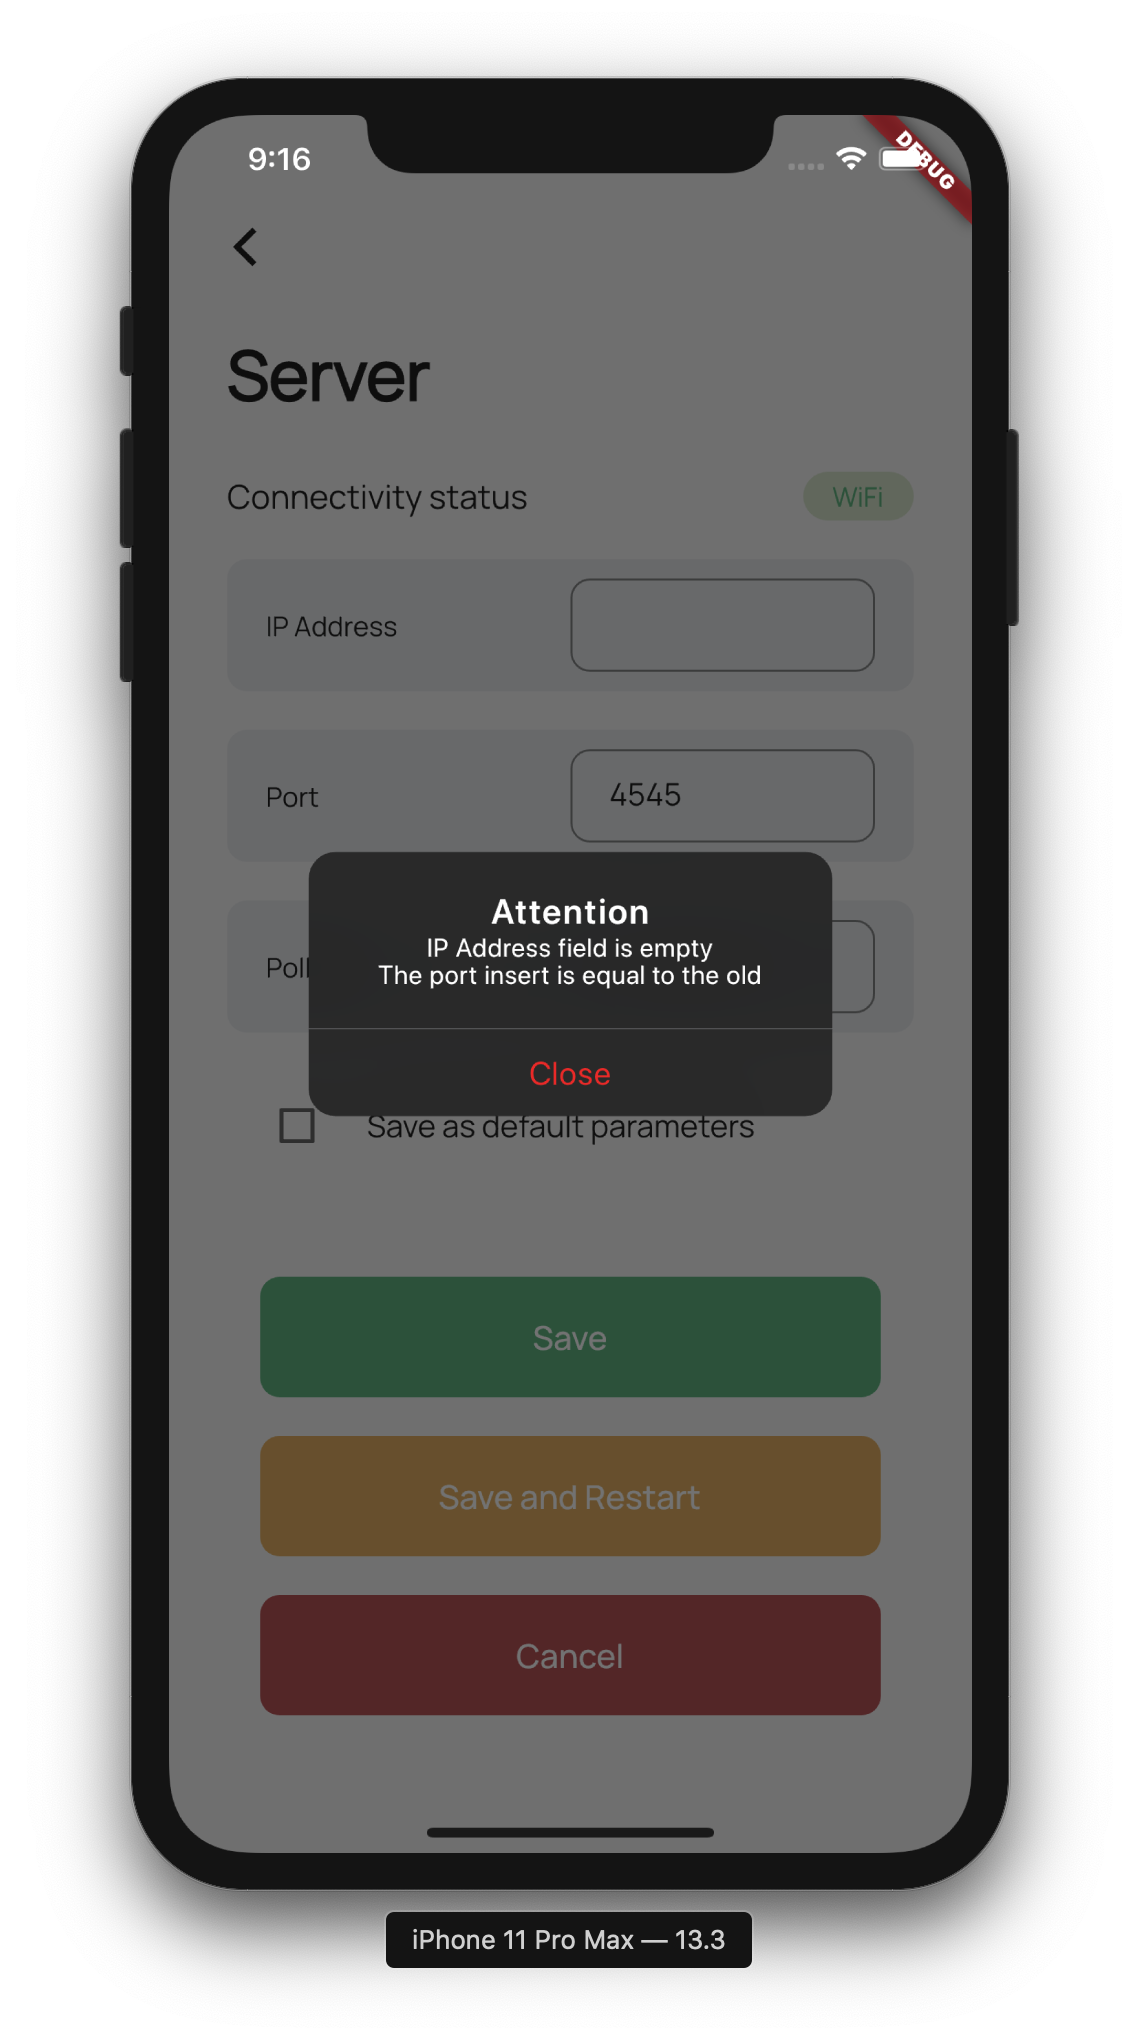 9:16
DEBUG
Server
Connectivity status
WiFi
IP Address
Port
4545
Attention
IP Address field is empty
The port insert is equal to the old
Close
Save as default parameters
Save
Save and Restart
Cancel
iPhone 11 Pro Max — 13.3